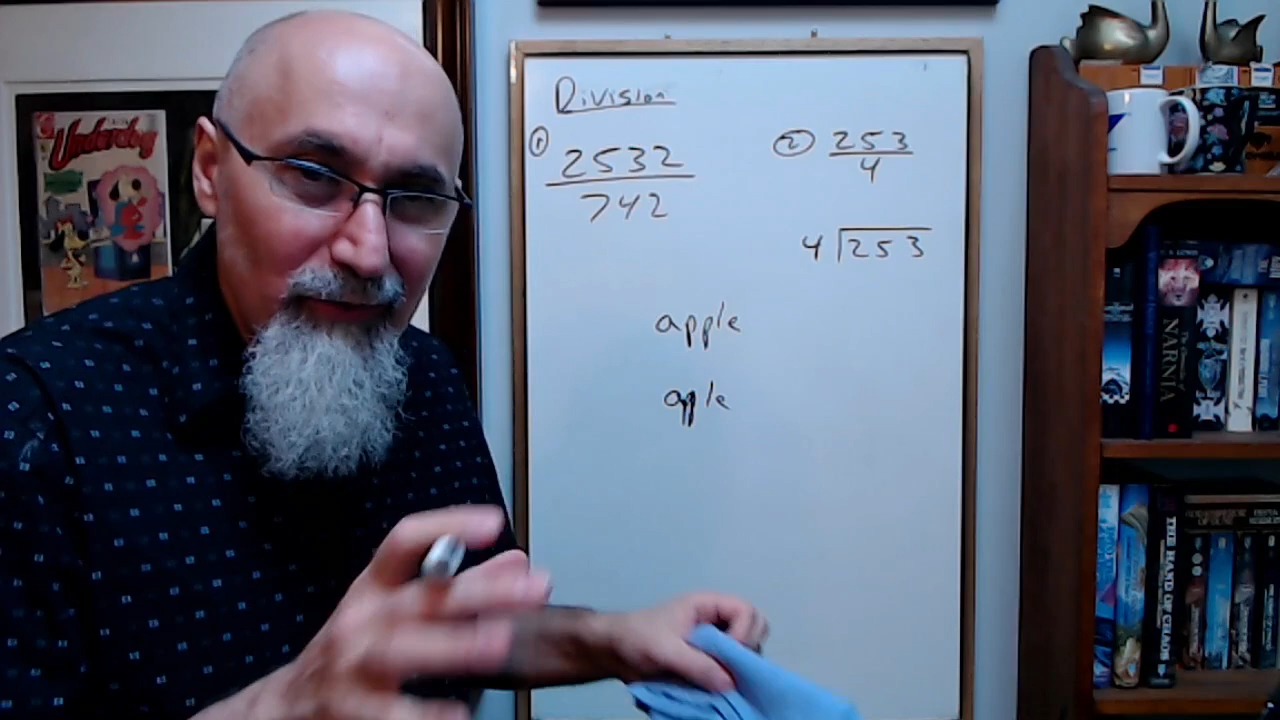 Underdog
Division
① 2532
742
② 253
4
4 253
apple
apple
NARNIA
THE HAND OF CHAOS